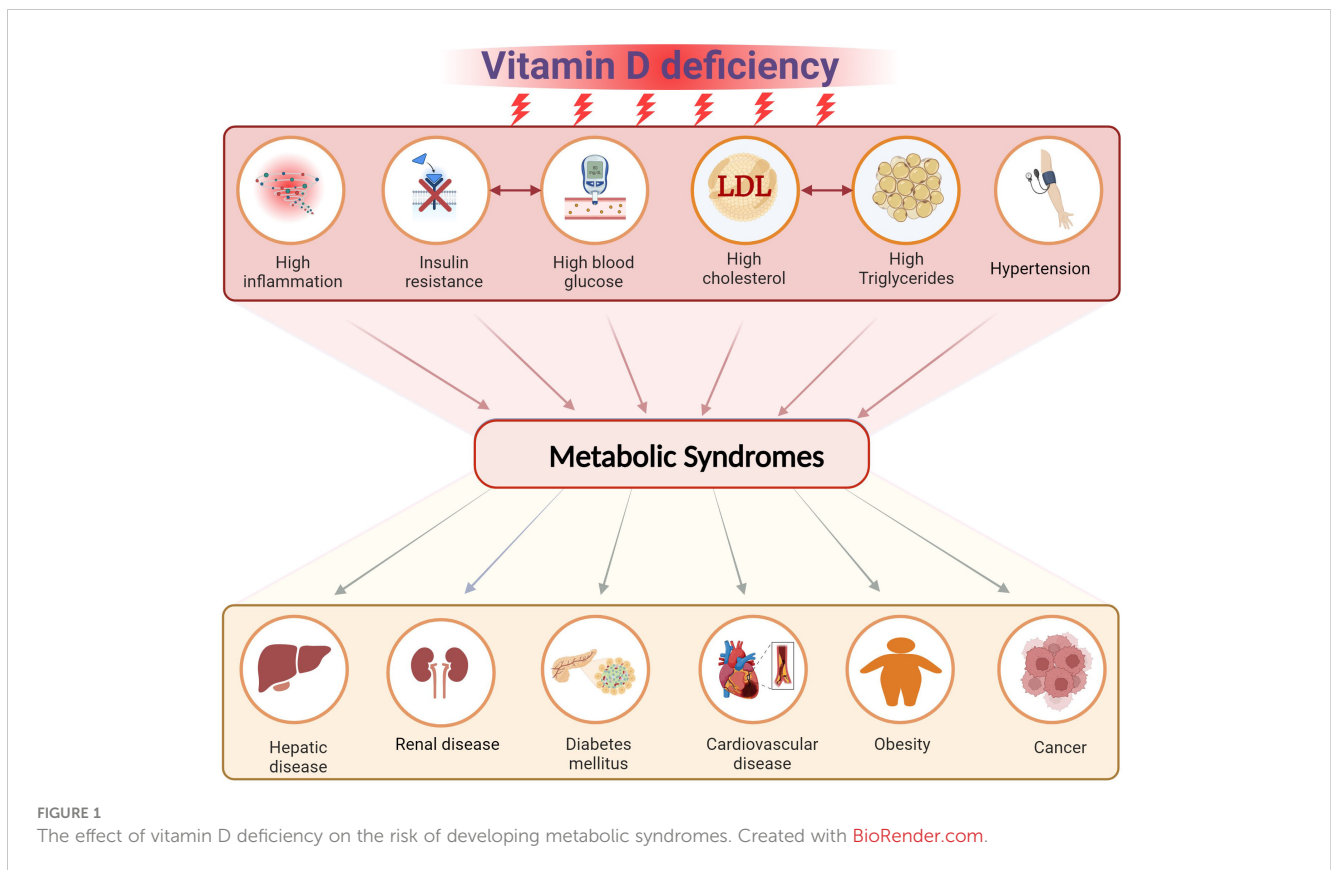 Vitamin D deficiency
LDL
High
inflammation
Insulin
resistance
High blood
glucose
High
cholesterol
High
Triglycerides
Hypertension
Metabolic Syndromes
Hepatic
disease
Renal disease
Diabetes
mellitus
Cardiovascular
disease
Obesity
Cancer
FIGURE 1
The effect of vitamin D deficiency on the risk of developing metabolic syndromes. Created with BioRender.com.